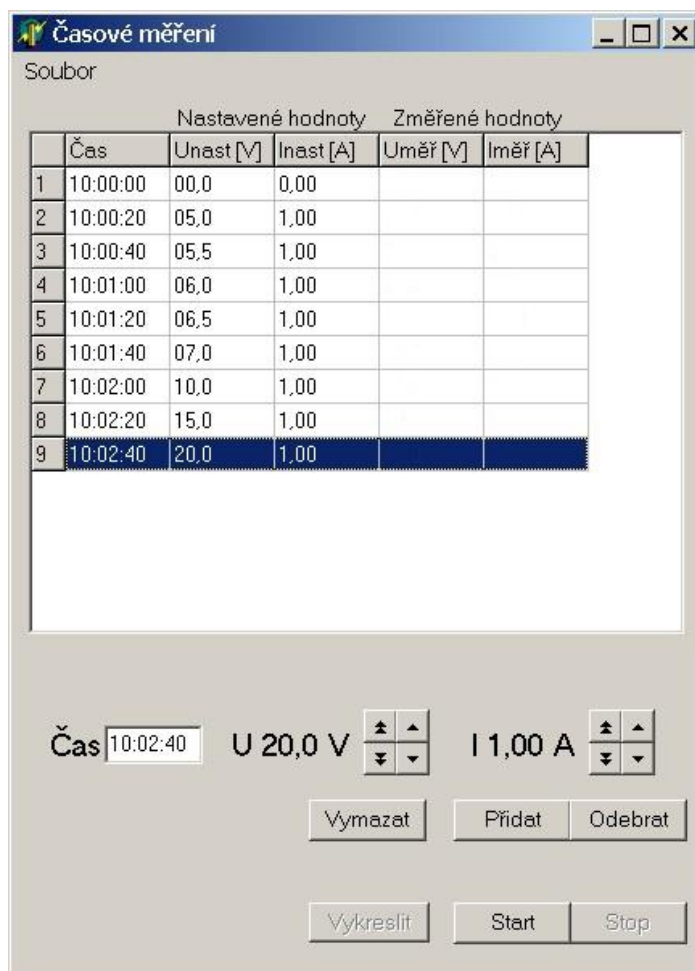 Časové měření
Soubor
Nastavené hodnoty Změřené hodnoty
Čas Unast [V] Inast [A] Uměř [V] Iměř [A]
1 10:00:00 00,0 0,00
2 10:00:20 05,0 1,00
3 10:00:40 05,5 1,00
4 10:01:00 06,0 1,00
5 10:01:20 06,5 1,00
6 10:01:40 07,0 1,00
7 10:02:00 10,0 1,00
8 10:02:20 15,0 1,00
9 10:02:40 20,0 1,00
Čas 10:02:40 U 20,0 V I 1,00 A
Vymazat Přidat Odebrat
Vykreslit Start Stop